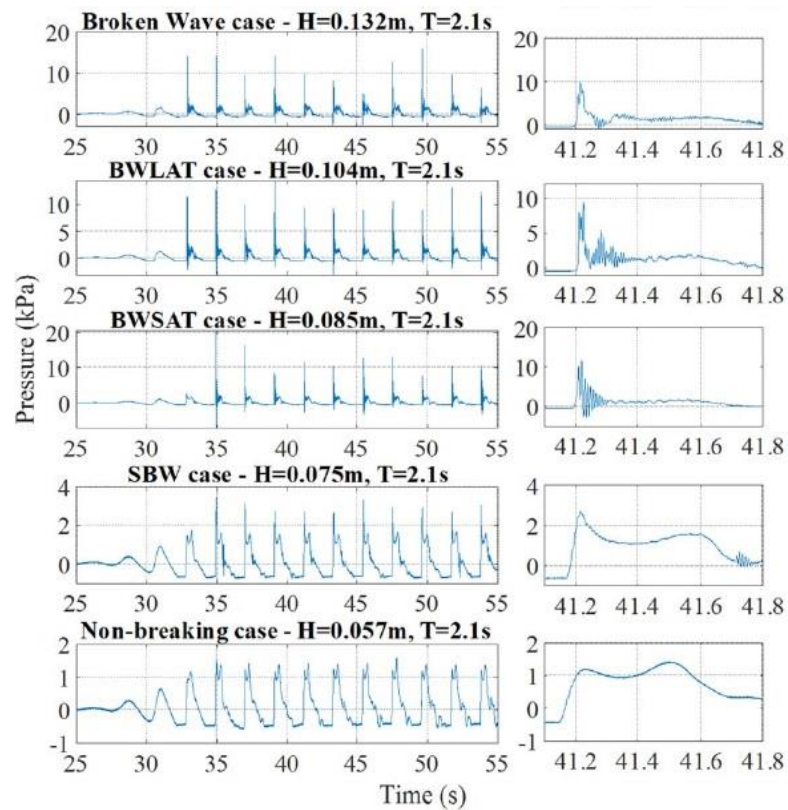 Pressure (kPa)
Broken Wave case - H=0.132m, T=2.1s
20
10
0
25 30 35 40 45 50 55
20
10
0
41.2 41.4 41.6 41.8
BWLAT case - H=0.104m, T=2.1s
10
5
0
25 30 35 40 45 50 55
10
5
0
41.2 41.4 41.6 41.8
BWSAT case - H=0.085m, T=2.1s
20
10
0
25 30 35 40 45 50 55
20
10
0
41.2 41.4 41.6 41.8
SBW case - H=0.075m, T=2.1s
4
2
0
25 30 35 40 45 50 55
4
2
0
41.2 41.4 41.6 41.8
Non-breaking case - H=0.057m, T=2.1s
2
1
0
-1
25 30 35 40 45 50 55
2
1
0
-1
41.2 41.4 41.6 41.8
Time (s)